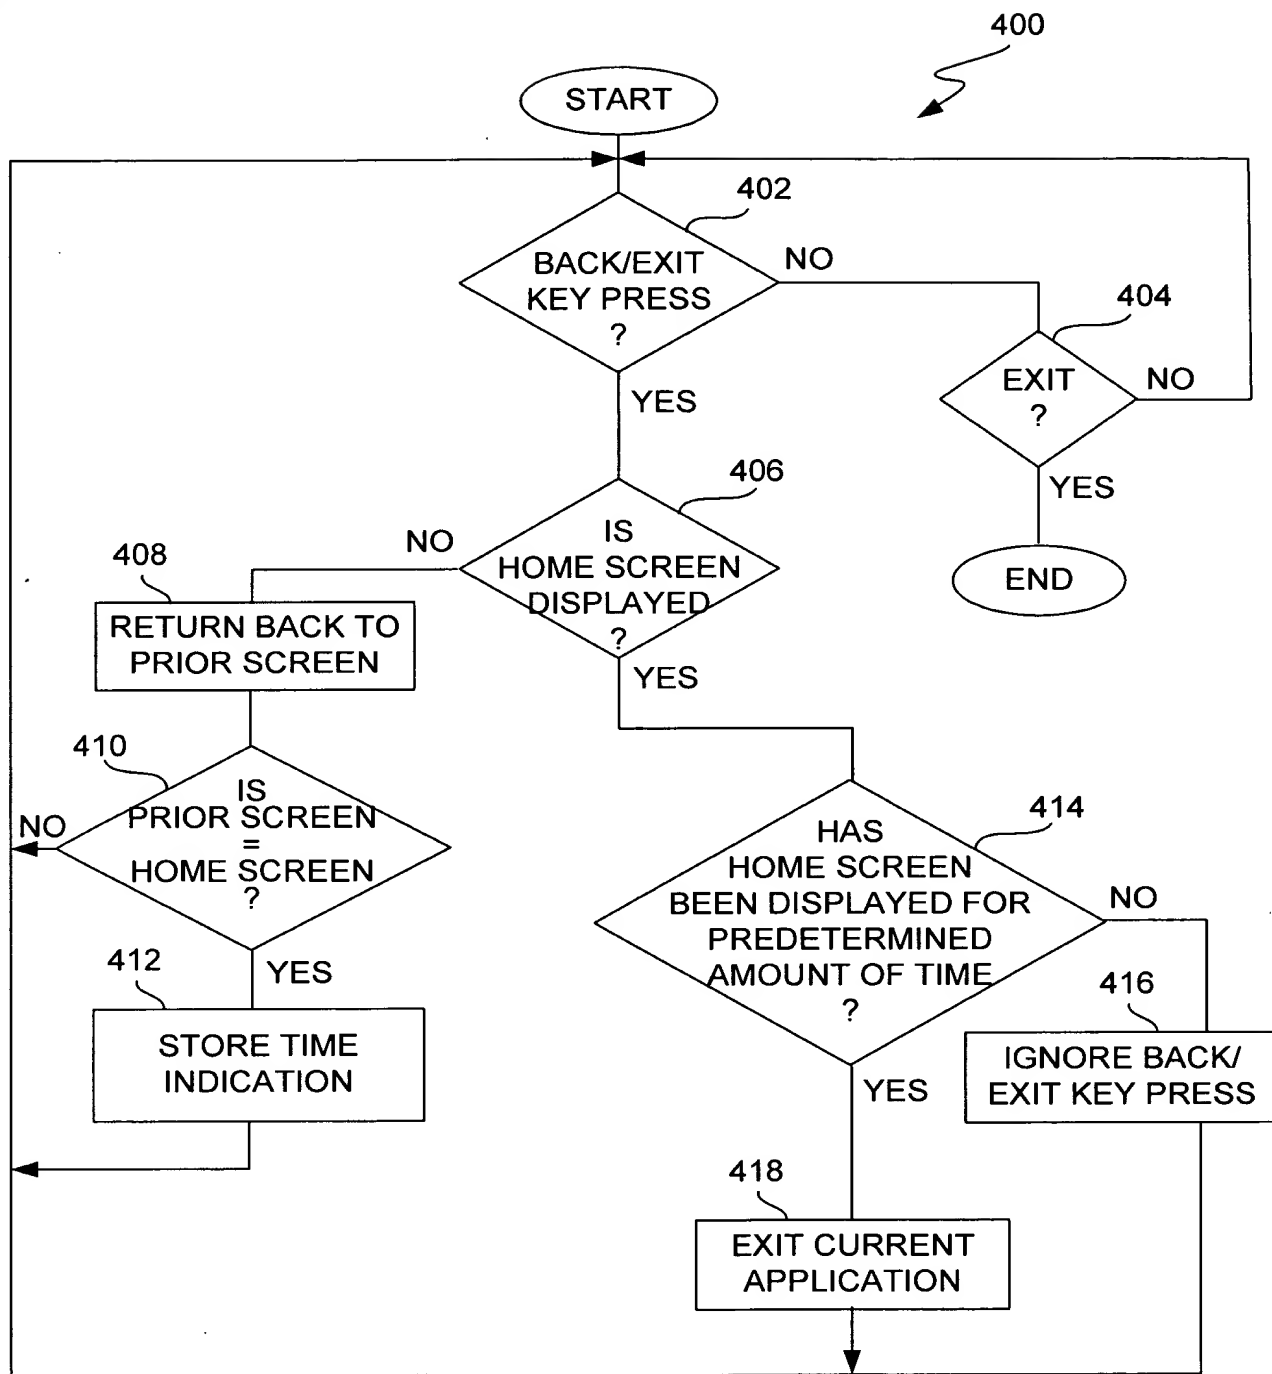 400
START
402
BACK/EXIT
KEY PRESS
?
NO
404
EXIT
?
NO
YES
YES
END
406
IS
HOME SCREEN
DISPLAYED
?
NO
YES
408
RETURN BACK TO
PRIOR SCREEN
410
IS
PRIOR SCREEN
=
HOME SCREEN
?
NO
YES
412
STORE TIME
INDICATION
414
HAS
HOME SCREEN
BEEN DISPLAYED FOR
PREDETERMINED
AMOUNT OF TIME
?
NO
YES
416
IGNORE BACK/
EXIT KEY PRESS
418
EXIT CURRENT
APPLICATION